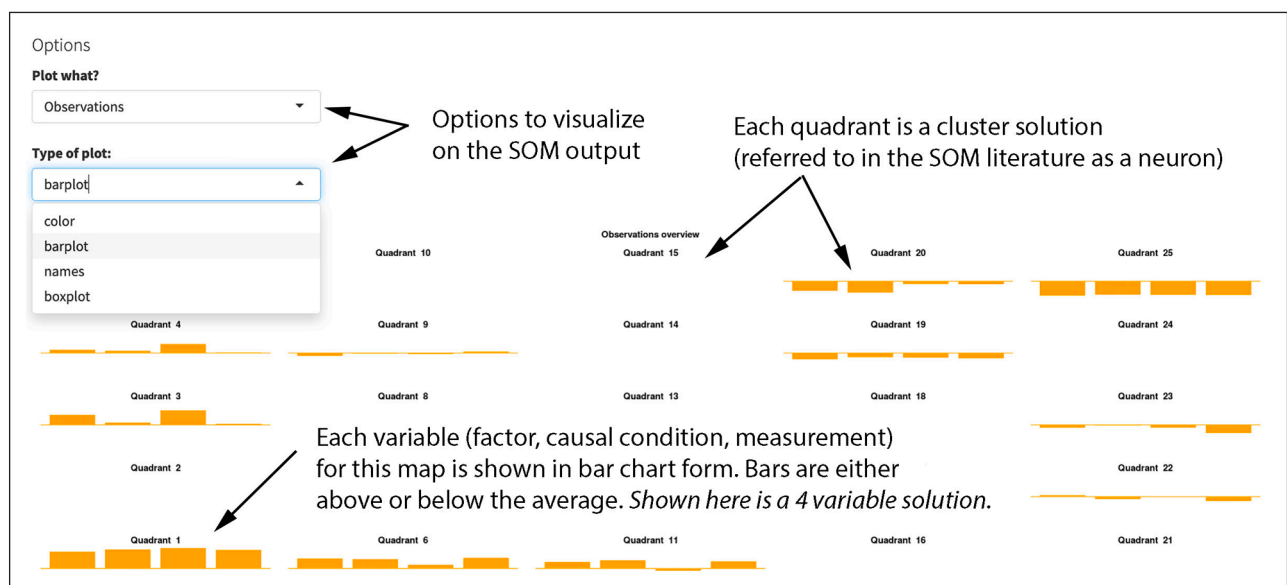 Options
Plot what?
Observations
Type of plot:
barplot
color
barplot
names
boxplot
Options to visualize
on the SOM output
Each quadrant is a cluster solution
(referred to in the SOM literature as a neuron)
Observations overview
Quadrant 10
Quadrant 15
Quadrant 20
Quadrant 25
Quadrant 4
Quadrant 9
Quadrant 14
Quadrant 19
Quadrant 24
Quadrant 3
Quadrant 8
Quadrant 13
Quadrant 18
Quadrant 23
Each variable (factor, causal condition, measurement)
for this map is shown in bar chart form. Bars are either
above or below the average. Shown here is a 4 variable solution.
Quadrant 2
Quadrant 22
Quadrant 1
Quadrant 6
Quadrant 11
Quadrant 16
Quadrant 21